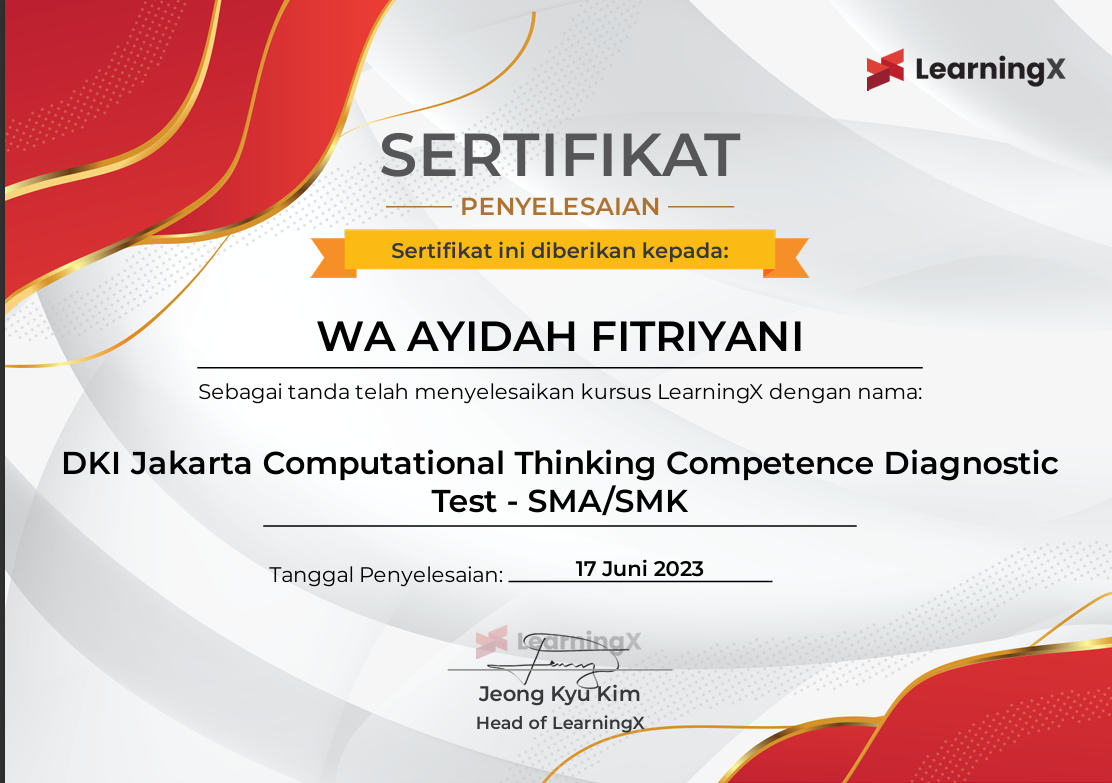 LearningX
SERTIFIKAT
PENYELESAIAN
Sertifikat ini diberikan kepada:
WA AYIDAH FITRIYANI
Sebagai tanda telah menyelesaikan kursus LearningX dengan nama:
DKI Jakarta Computational Thinking Competence Diagnostic
Test - SMA/SMK
Tanggal Penyelesaian: 17 Juni 2023
LearningX
Jeong Kyu Kim
Head of LearningX